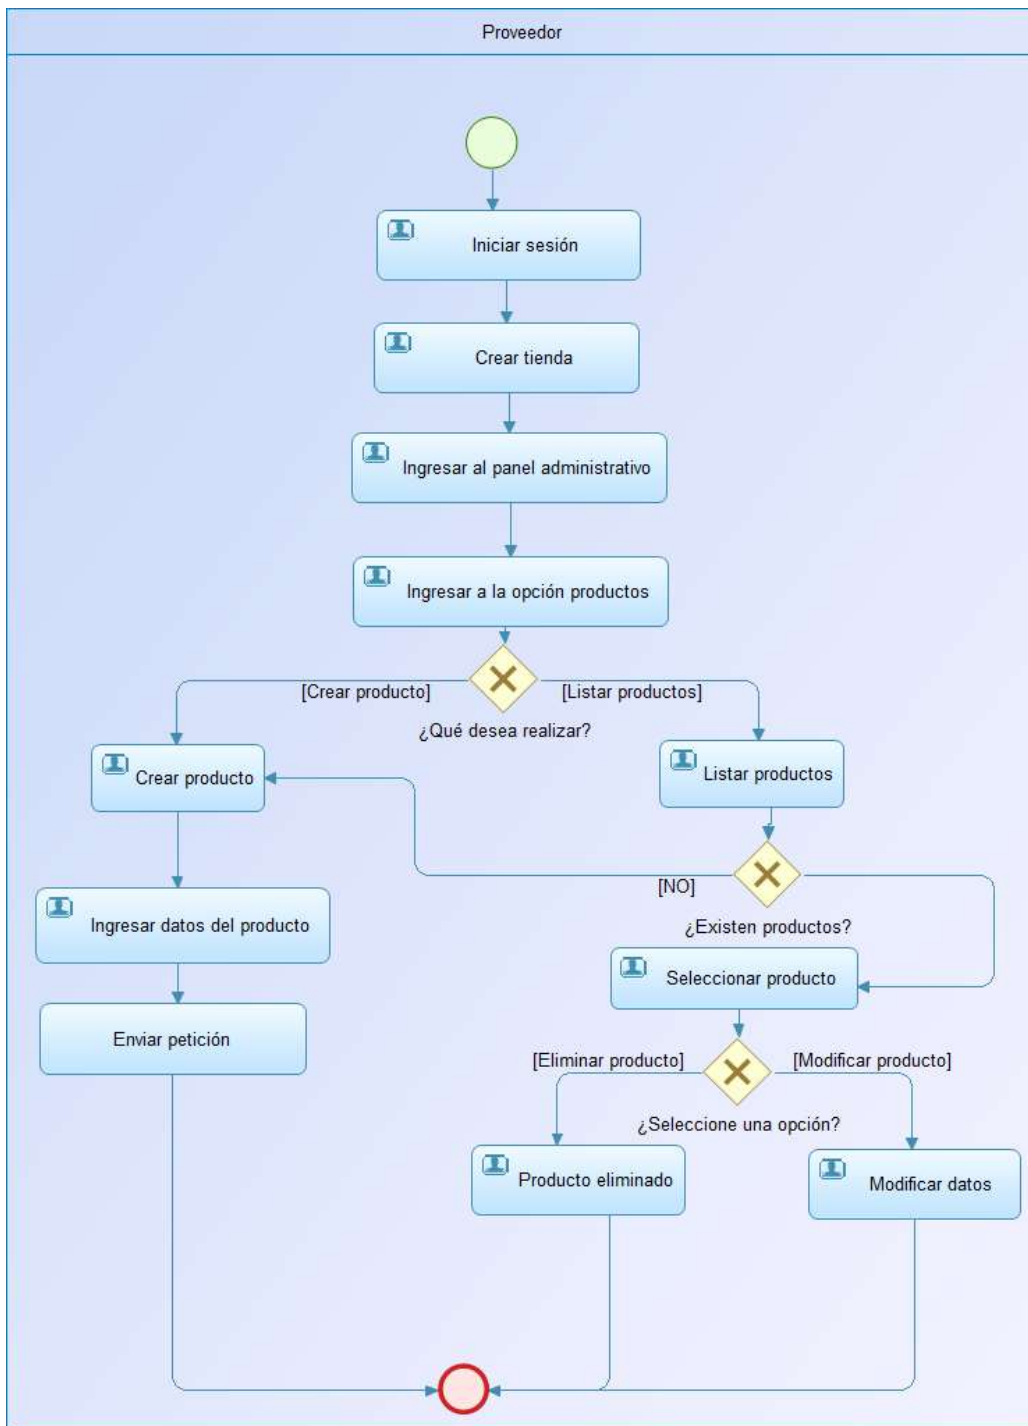 Proveedor
Iniciar sesión
Crear tienda
Ingresar al panel administrativo
Ingresar a la opción productos
[Crear producto]
[Listar productos]
¿Qué desea realizar?
Crear producto
Listar productos
[NO]
¿Existen productos?
Ingresar datos del producto
Seleccionar producto
Enviar petición
[Eliminar producto]
[Modificar producto]
¿Seleccione una opción?
Producto eliminado
Modificar datos